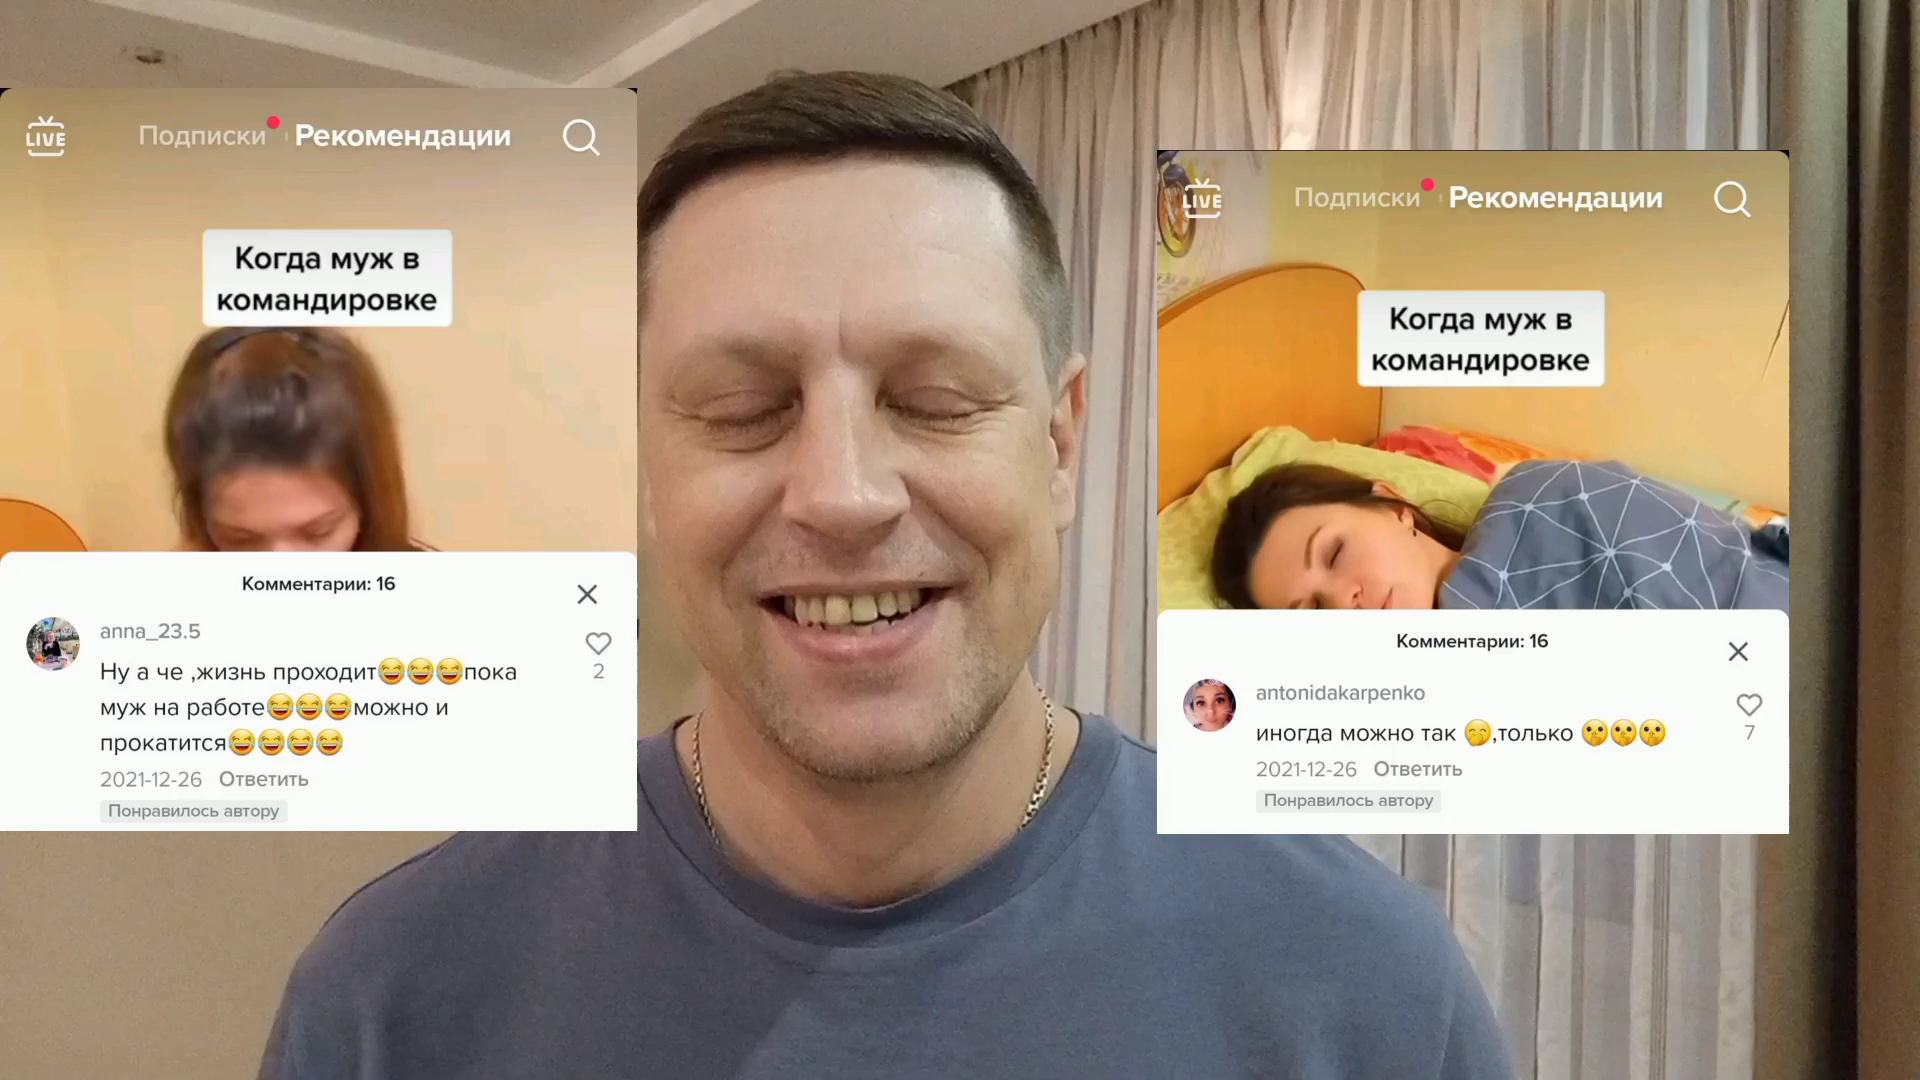 LIVE
Подписки
Рекомендации
Когда муж в
командировке
Комментарии: 16
anna_23.5
Ну а че ,жизнь проходит😂😂😂пока
муж на работе😂😂😂можно и
прокатится😂😂😂😂
2
2021-12-26 Ответить
Понравилось автору
LIVE
Подписки
Рекомендации
Когда муж в
командировке
Комментарии: 16
antonidakarpenko
иногда можно так 🤭,только 🤫🤫🤫
7
2021-12-26 Ответить
Понравилось автору